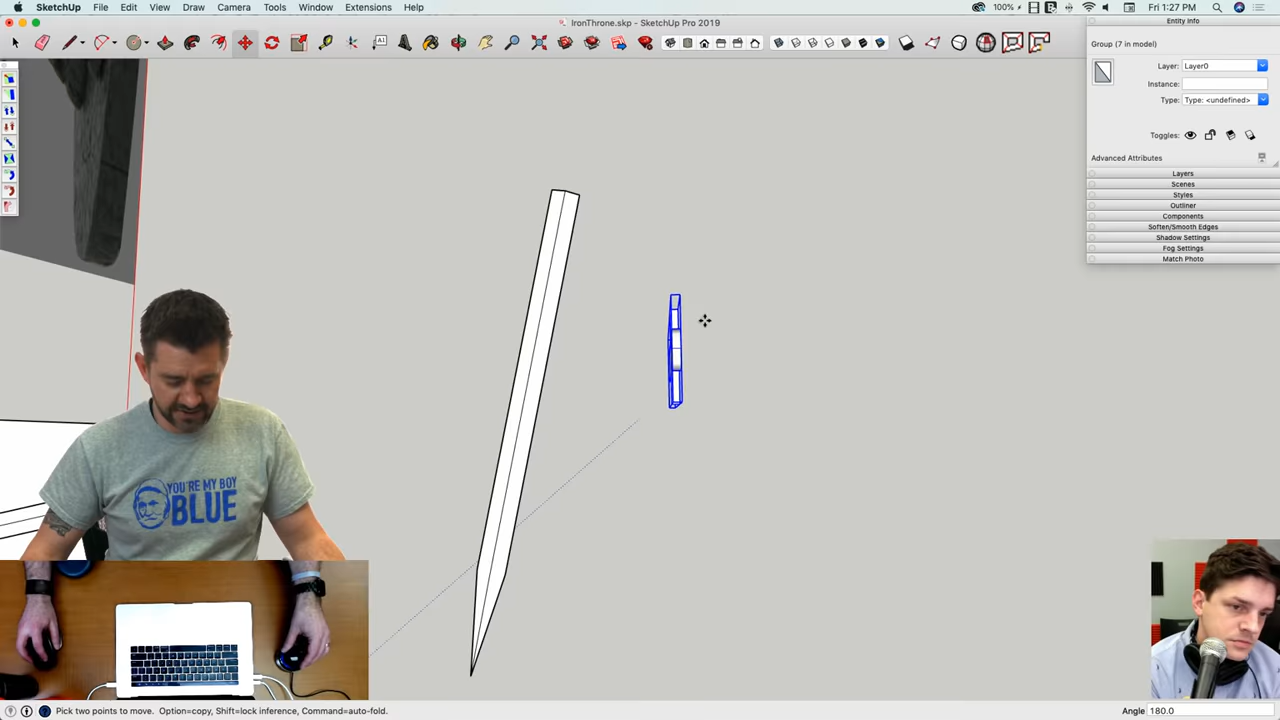 SketchUp File Edit View Draw Camera Tools Window Extensions Help
100% Fri 1:27 PM
IronThrone.skp - SketchUp Pro 2019
Entity Info
Group (7 in model)
Layer: Layer0
Instance:
Type: Type: <undefined>
Toggles:
Advanced Attributes
Layers
Scenes
Styles
Outliner
Components
Soften/Smooth Edges
Shadow Settings
Fog Settings
Match Photo
YOU'RE MY BOY
BLUE
Pick two points to move. Option=copy, Shift=lock inference, Command=auto-fold.
Angle 180.0